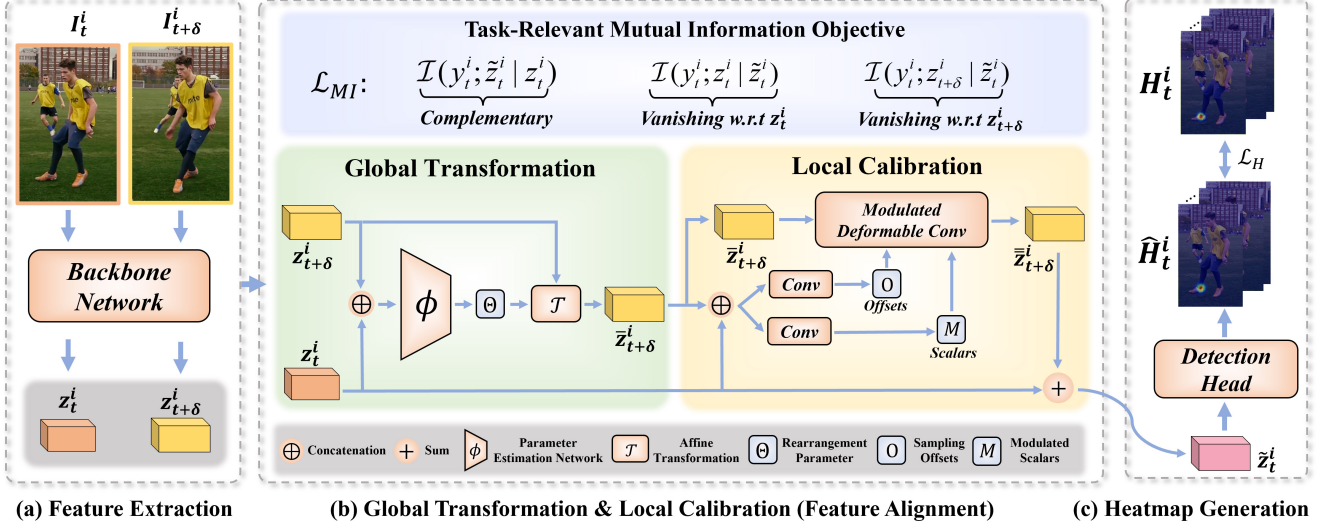 I_t^i
I_{t+δ}^i
Backbone
Network
z_t^i
z_{t+δ}^i
(a) Feature Extraction
Task-Relevant Mutual Information Objective
ℒ_{MI}: ℐ(y_t^i; z̃_t^i | z_t^i) ℐ(y_t^i; z_t^i | z̃_t^i) ℐ(y_t^i; z_{t+δ}^i | z̃_t^i)
Complementary Vanishing w.r.t z_t^i Vanishing w.r.t z_{t+δ}^i
Global Transformation
z_{t+δ}^i
⊕
ϕ
Θ
𝒯
z̄_{t+δ}^i
z_t^i
Local Calibration
z̄_{t+δ}^i
Modulated
Deformable Conv
z̿_{t+δ}^i
⊕
Conv
O
Offsets
Conv
M
Scalars
+
⊕ Concatenation
+ Sum
ϕ Parameter
Estimation Network
𝒯 Affine
Transformation
Θ Rearrangement
Parameter
O Sampling
Offsets
M Modulated
Scalars
(b) Global Transformation & Local Calibration (Feature Alignment)
H_t^i
ℒ_H
Ĥ_t^i
Detection
Head
z̃_t^i
(c) Heatmap Generation